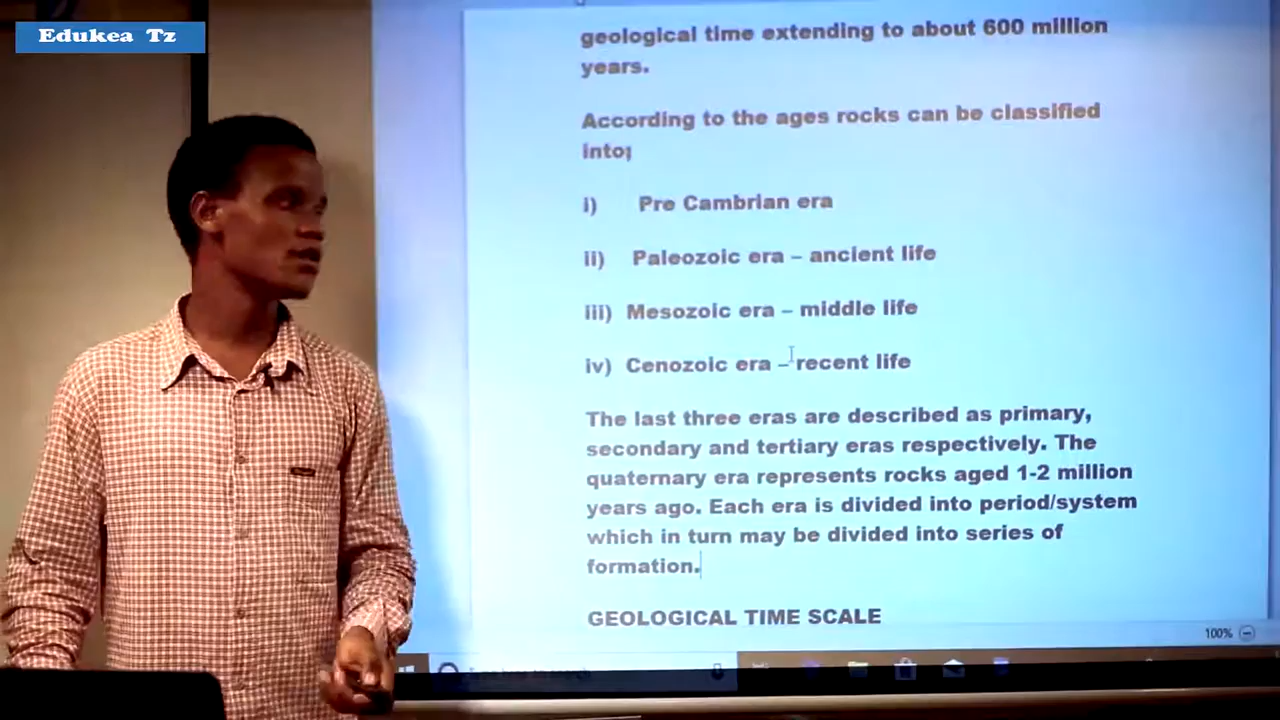 Edukea Tz
geological time extending to about 600 million
years.
According to the ages rocks can be classified
into;
i) Pre Cambrian era
ii) Paleozoic era – ancient life
iii) Mesozoic era – middle life
iv) Cenozoic era – recent life
The last three eras are described as primary,
secondary and tertiary eras respectively. The
quaternary era represents rocks aged 1-2 million
years ago. Each era is divided into period/system
which in turn may be divided into series of
formation.
GEOLOGICAL TIME SCALE
100%